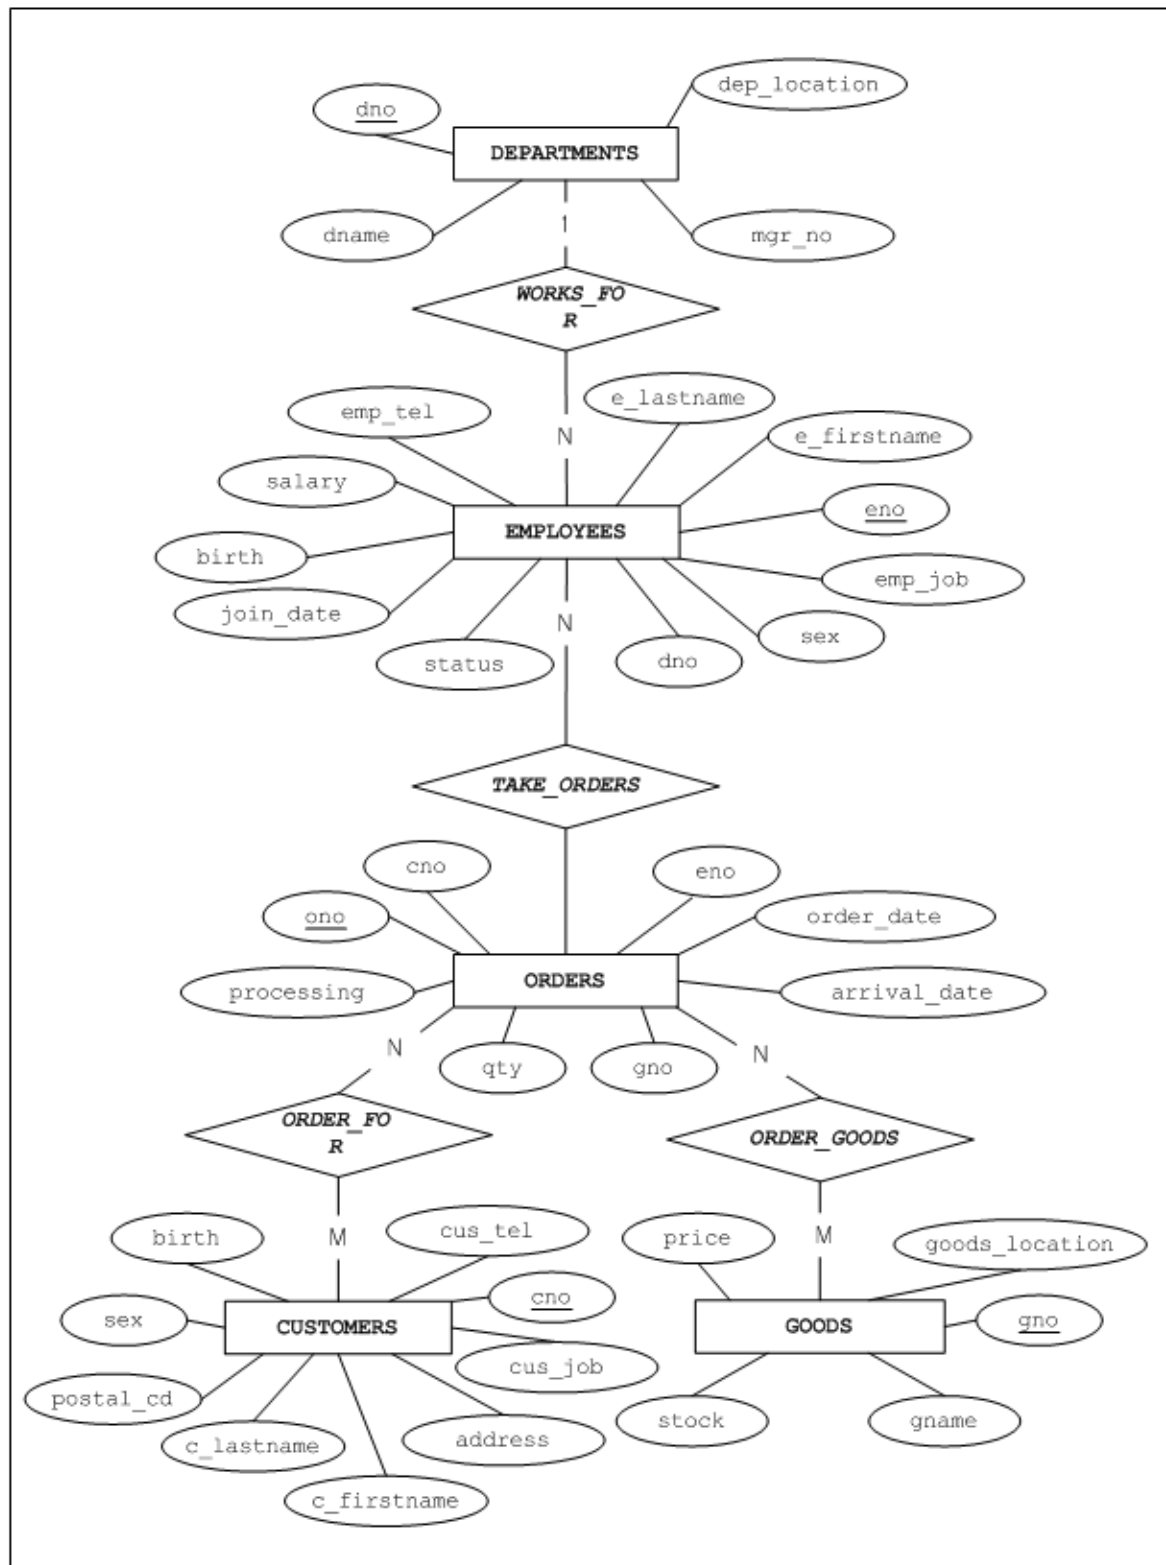 dep_location
dno
DEPARTMENTS
dname
1
mgr_no
WORKS_FO
R
e_lastname
emp_tel
N
e_firstname
salary
eno
EMPLOYEES
birth
emp_job
join_date
N
sex
status
dno
TAKE_ORDERS
cno
eno
ono
order_date
ORDERS
processing
arrival_date
N
qty
gno
N
ORDER_FO
R
ORDER_GOODS
birth
M
cus_tel
price
M
goods_location
cno
sex
CUSTOMERS
GOODS
gno
cus_job
postal_cd
c_lastname
address
stock
gname
c_firstname